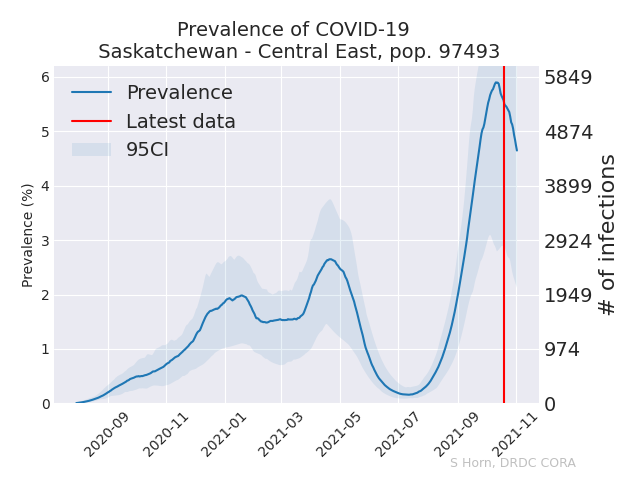 Prevalence of COVID-19
Saskatchewan - Central East, pop. 97493
Prevalence
Latest data
95CI
Prevalence (%)
6
5
4
3
2
1
0
5849
4874
3899
2924
1949
974
0
# of infections
2020-09
2020-11
2021-01
2021-03
2021-05
2021-07
2021-09
2021-11
S Horn, DRDC CORA